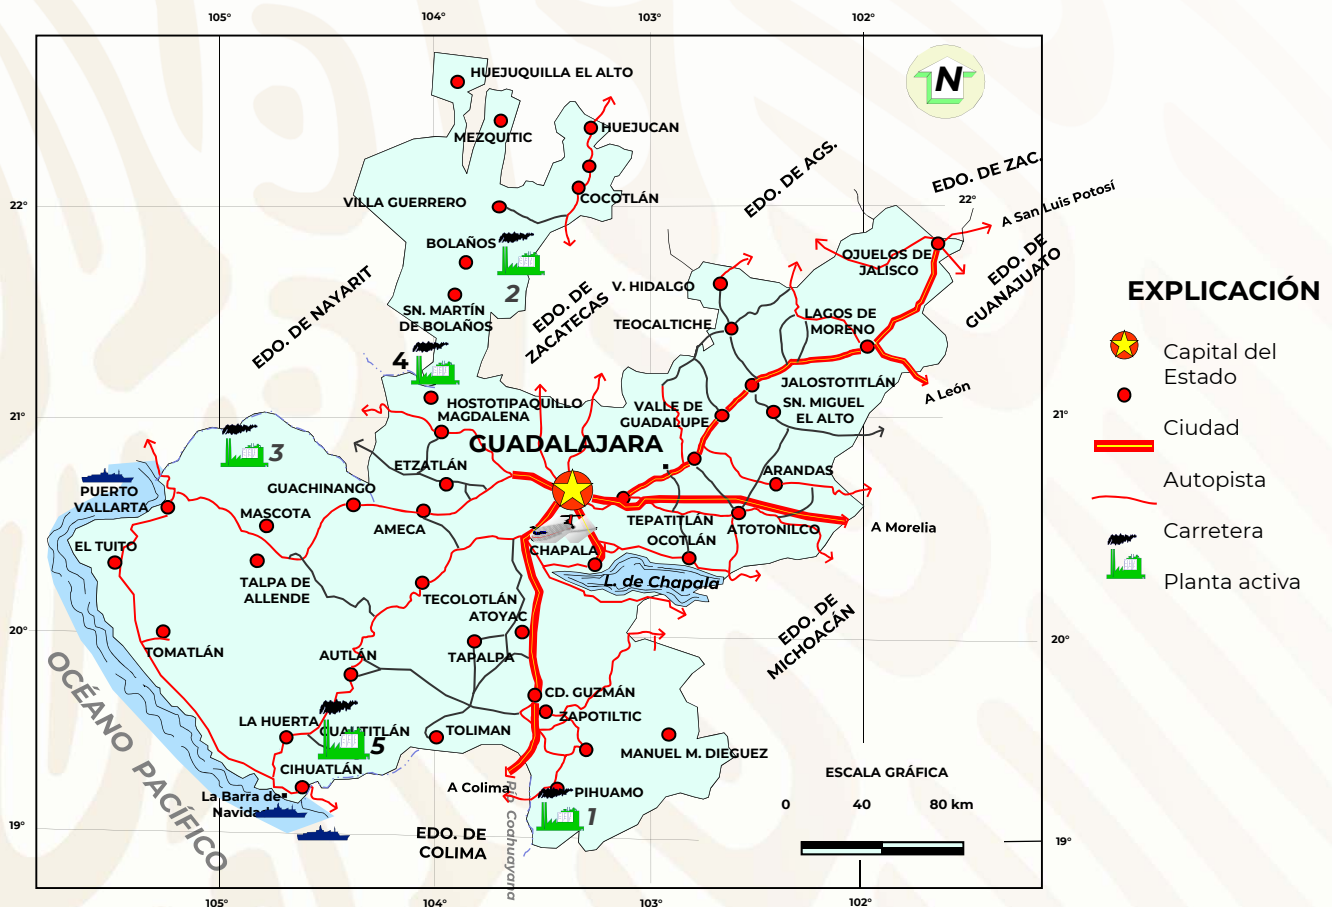 105°
104°
103°
102°
N
HUEJUQUILLA EL ALTO
MEZQUITIC
HUEJUCAN
EDO. DE AGS.
EDO. DE ZAC.
22°
VILLA GUERRERO
COCOTLÁN
22°
A San Luis Potosí
BOLAÑOS
2
OJUELOS DE
JALISCO
EDO. DE
GUANAJUATO
V. HIDALGO
EDO. DE NAYARIT
SN. MARTÍN
DE BOLAÑOS
EDO. DE
ZACATECAS
TEOCALTICHE
LAGOS DE
MORENO
4
HOSTOTIPAQUILLO
MAGDALENA
JALOSTOTITLÁN
A León
21°
VALLE DE
GUADALUPE
SN. MIGUEL
EL ALTO
21°
3
GUADALAJARA
ETZATLÁN
ARANDAS
PUERTO
VALLARTA
GUACHINANGO
MASCOTA
AMECA
TEPATITLÁN
ATOTONILCO
A Morelia
OCOTLÁN
EL TUITO
CHAPALA
L. de Chapala
TALPA DE
ALLENDE
TECOLOTLÁN
ATOYAC
EDO. DE
MICHOACÁN
20°
20°
TOMATLÁN
AUTLÁN
TAPALPA
OCÉANO PACÍFICO
CD. GUZMÁN
ZAPOTILTIC
LA HUERTA
CUAUTITLÁN
5
TOLIMAN
MANUEL M. DIEGUEZ
CIHUATLÁN
La Barra de
Navidad
A Colima
PIHUAMO
1
Río Coahuayana
EDO. DE
COLIMA
ESCALA GRÁFICA
0
40
80 km
19°
19°
105°
104°
103°
102°
EXPLICACIÓN
Capital del
Estado
Ciudad
Autopista
Carretera
Planta activa